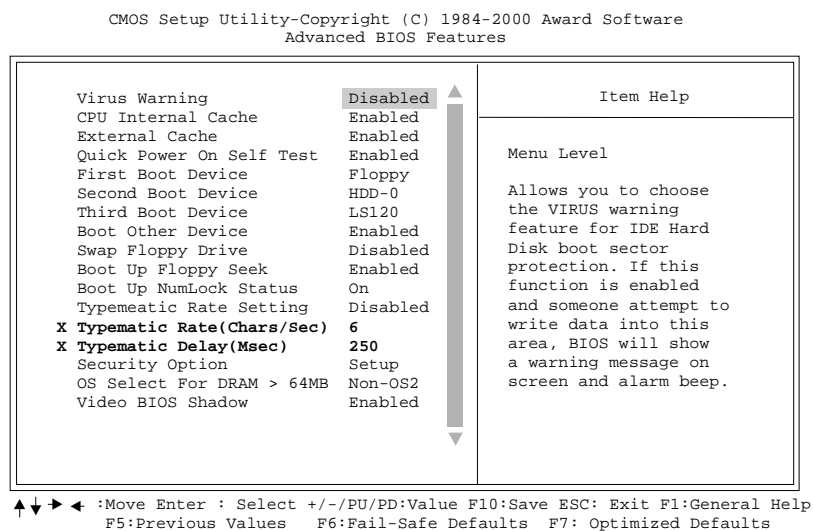 CMOS Setup Utility-Copyright (C) 1984-2000 Award Software
Advanced BIOS Features
Virus Warning Disabled
CPU Internal Cache Enabled
External Cache Enabled
Quick Power On Self Test Enabled
First Boot Device Floppy
Second Boot Device HDD-0
Third Boot Device LS120
Boot Other Device Enabled
Swap Floppy Drive Disabled
Boot Up Floppy Seek Enabled
Boot Up NumLock Status On
Typemeatic Rate Setting Disabled
X Typematic Rate(Chars/Sec) 6
X Typematic Delay(Msec) 250
Security Option Setup
OS Select For DRAM > 64MB Non-OS2
Video BIOS Shadow Enabled
Item Help
Menu Level
Allows you to choose
the VIRUS warning
feature for IDE Hard
Disk boot sector
protection. If this
function is enabled
and someone attempt to
write data into this
area, BIOS will show
a warning message on
screen and alarm beep.
:Move Enter : Select +/-/PU/PD:Value F10:Save ESC: Exit F1:General Help
F5:Previous Values F6:Fail-Safe Defaults F7: Optimized Defaults